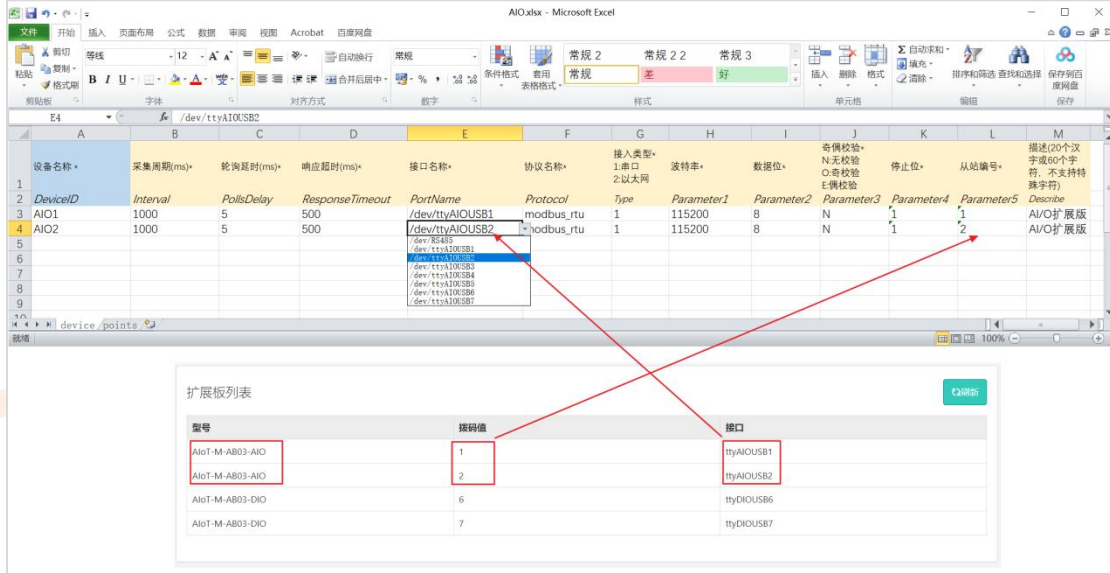 AIO.xlsx - Microsoft Excel
文件 开始 插入 页面布局 公式 数据 审阅 视图 Acrobat 百度网盘
剪切 等线 12 A A 自动换行 常规 常规 2 常规 2 2 常规 3 Σ 自动求和
复制 填充
粘贴 格式刷 B I U A 合并后居中 % , 条件格式 套用表格格式 常规 差 好 插入 删除 格式 清除 排序和筛选 查找和选择 保存到百度网盘
剪贴板 字体 对齐方式 数字 样式 单元格 编辑 保存
E4 fx /dev/ttyAIOUSB2
A B C D E F G H I J K L M
1 设备名称* 采集周期(ms)* 轮询延时(ms)* 响应超时(ms)* 接口名称* 协议名称* 接入类型* 1:串口 2:以太网 波特率* 数据位* 奇偶校验* N:无校验 O:奇校验 E:偶校验 停止位* 从站编号* 描述(20个汉字或60个字符、不支持特殊字符)
2 DeviceID Interval PollsDelay ResponseTimeout PortName Protocol Type Parameter1 Parameter2 Parameter3 Parameter4 Parameter5 Describe
3 AIO1 1000 5 500 /dev/ttyAIOUSB1 modbus_rtu 1 115200 8 N 1 1 AI/O扩展版
4 AIO2 1000 5 500 /dev/ttyAIOUSB2 modbus_rtu 1 115200 8 N 1 2 AI/O扩展版
5 /dev/RS485
/dev/ttyAIOUSB1
6 /dev/ttyAIOUSB2
/dev/ttyAIOUSB3
7 /dev/ttyAIOUSB4
8 /dev/ttyAIOUSB5
/dev/ttyAIOUSB6
9 /dev/ttyAIOUSB7
10
device points
就绪 100%
扩展板列表 刷新
型号 拨码值 接口
AIoT-M-AB03-AIO 1 ttyAIOUSB1
AIoT-M-AB03-AIO 2 ttyAIOUSB2
AIoT-M-AB03-DIO 6 ttyDIOUSB6
AIoT-M-AB03-DIO 7 ttyDIOUSB7